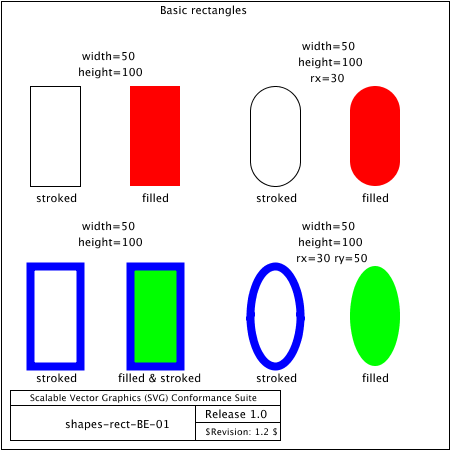 Basic rectangles
width=50
height=100
width=50
height=100
rx=30
stroked
filled
stroked
filled
width=50
height=100
width=50
height=100
rx=30 ry=50
stroked
filled & stroked
stroked
filled
Scalable Vector Graphics (SVG) Conformance Suite
shapes-rect-BE-01
Release 1.0
$Revision: 1.2 $